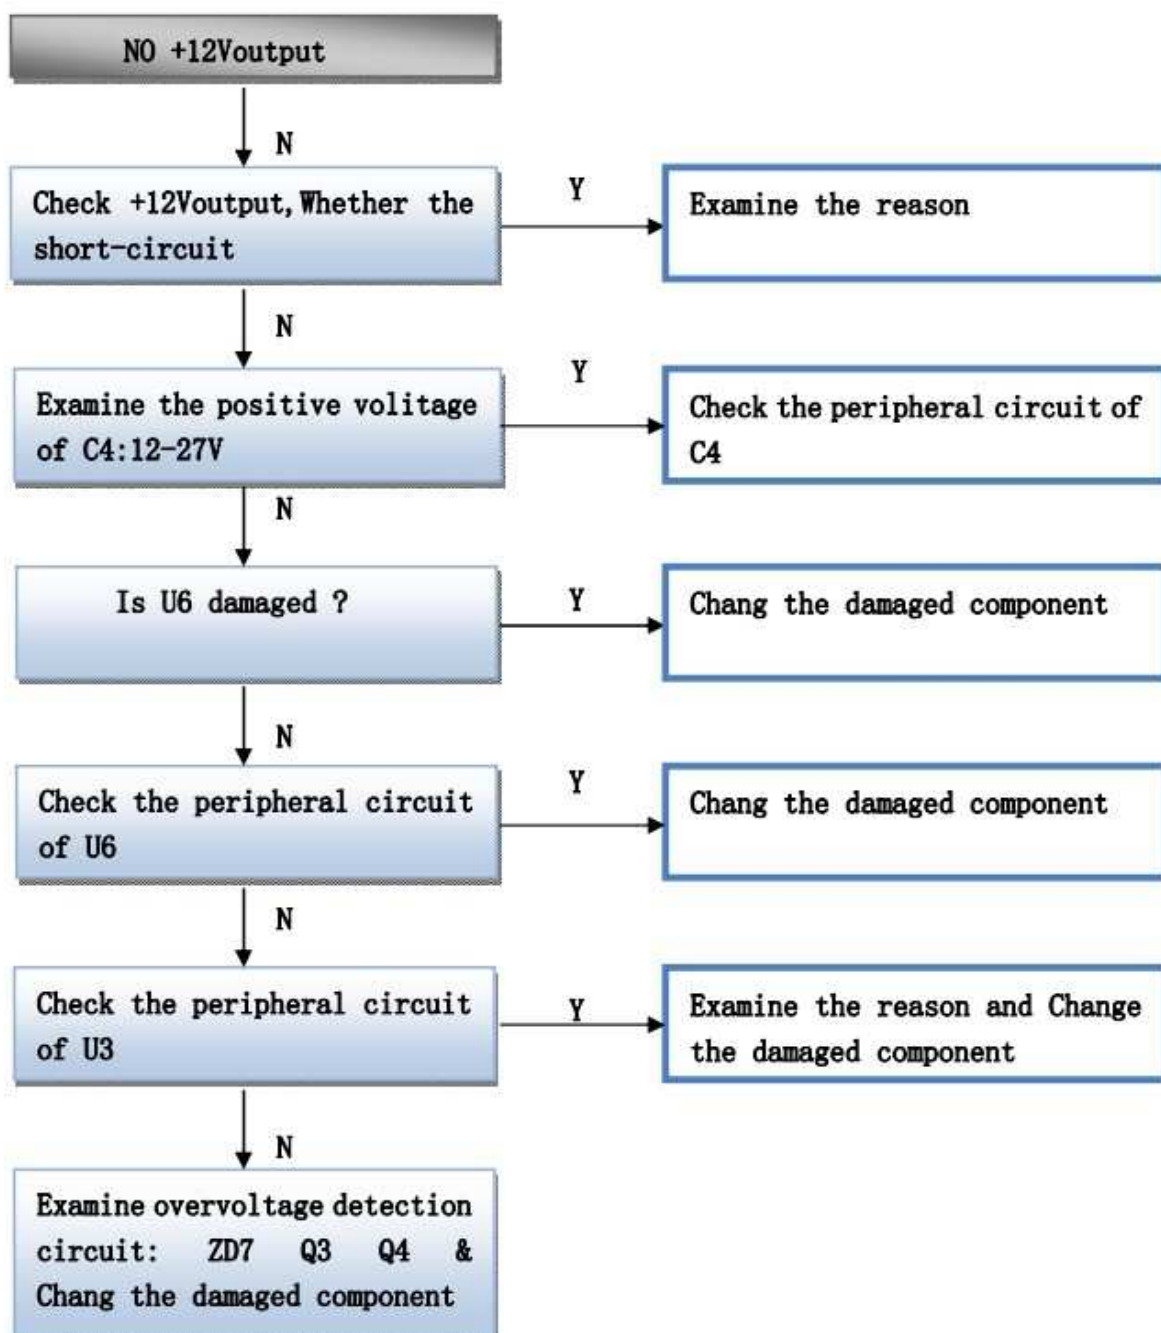 NO +12Voutput
N
Check +12Voutput,Whether the
short-circuit
Y
Examine the reason
N
Examine the positive volitage
of C4:12-27V
Y
Check the peripheral circuit of
C4
N
Is U6 damaged ?
Y
Chang the damaged component
N
Check the peripheral circuit
of U6
Y
Chang the damaged component
N
Check the peripheral circuit
of U3
Y
Examine the reason and Change
the damaged component
N
Examine overvoltage detection
circuit: ZD7 Q3 Q4 &
Chang the damaged component